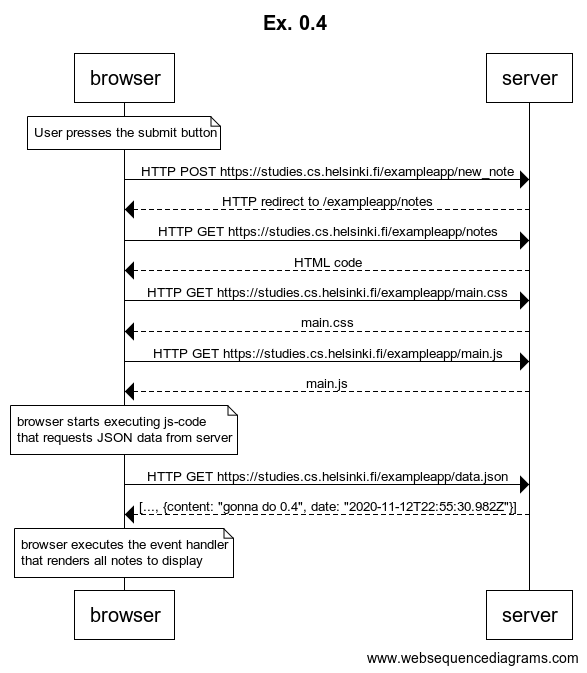 Ex. 0.4
browser
server
User presses the submit button
HTTP POST https://studies.cs.helsinki.fi/exampleapp/new_note
HTTP redirect to /exampleapp/notes
HTTP GET https://studies.cs.helsinki.fi/exampleapp/notes
HTML code
HTTP GET https://studies.cs.helsinki.fi/exampleapp/main.css
main.css
HTTP GET https://studies.cs.helsinki.fi/exampleapp/main.js
main.js
browser starts executing js-code
that requests JSON data from server
HTTP GET https://studies.cs.helsinki.fi/exampleapp/data.json
[..., {content: "gonna do 0.4", date: "2020-11-12T22:55:30.982Z"}]
browser executes the event handler
that renders all notes to display
browser
server
www.websequencediagrams.com